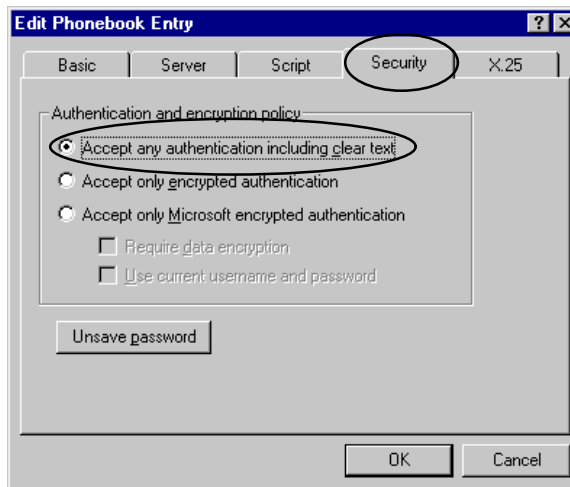 Edit Phonebook Entry
Basic Server Script Security X.25
Authentication and encryption policy
Accept any authentication including clear text
Accept only encrypted authentication
Accept only Microsoft encrypted authentication
Require data encryption
Use current username and password
Unsave password
OK Cancel